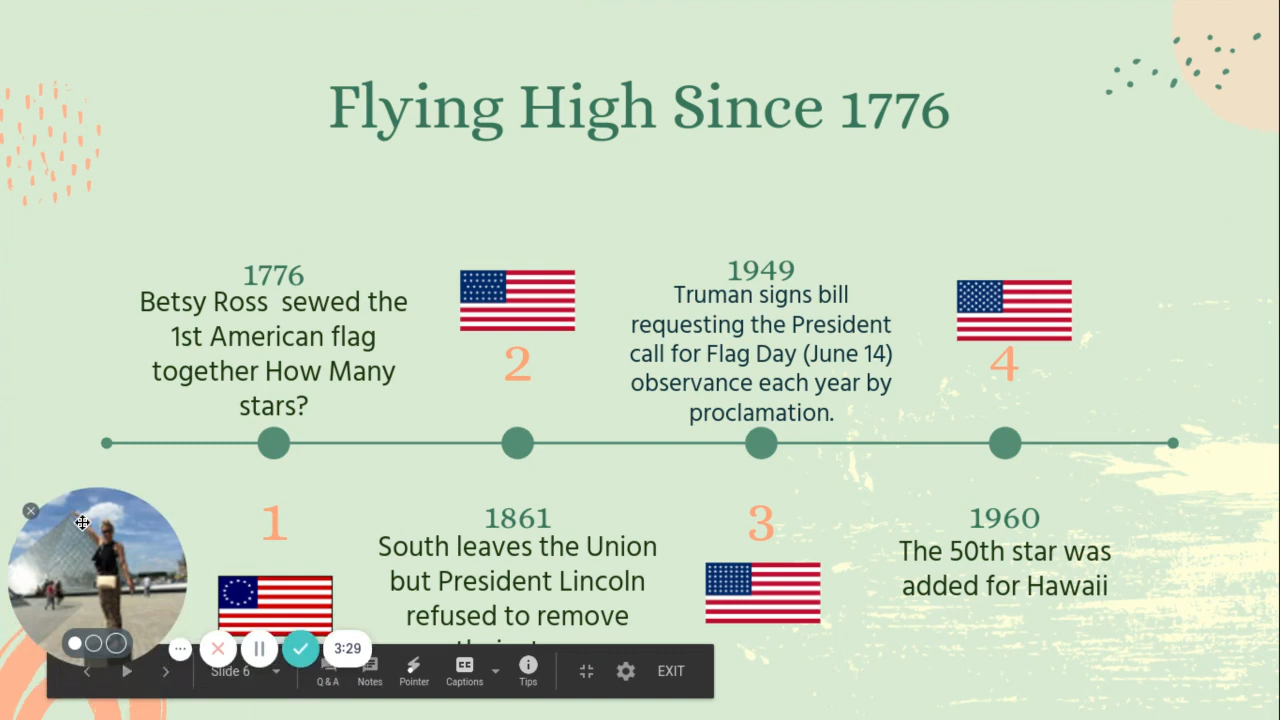 Flying High Since 1776
1776
Betsy Ross sewed the
1st American flag
together How Many
stars?
2
1949
Truman signs bill
requesting the President
call for Flag Day (June 14)
observance each year by
proclamation.
4
1
1861
South leaves the Union
but President Lincoln
refused to remove
3
1960
The 50th star was
added for Hawaii
3:29
Slide 6
Q & A
Notes
Pointer
CC
Captions
Tips
EXIT